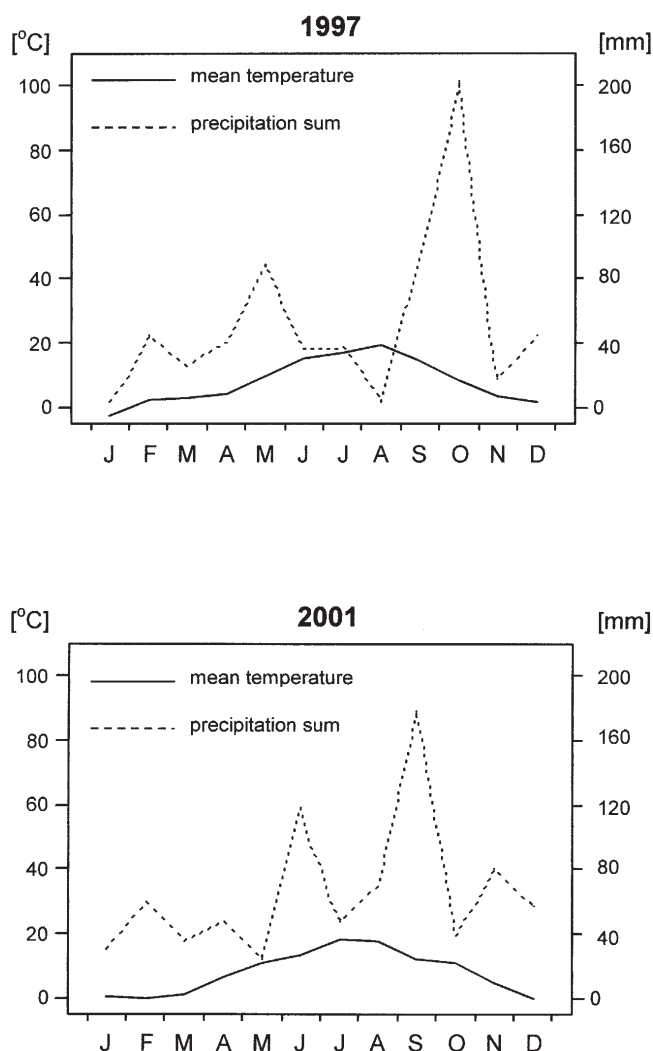 1997
[°C] [mm]
mean temperature
precipitation sum
100 200
80 160
60 120
40 80
20 40
0 0
J F M A M J J A S O N D
2001
[°C] [mm]
mean temperature
precipitation sum
100 200
80 160
60 120
40 80
20 40
0 0
J F M A M J J A S O N D